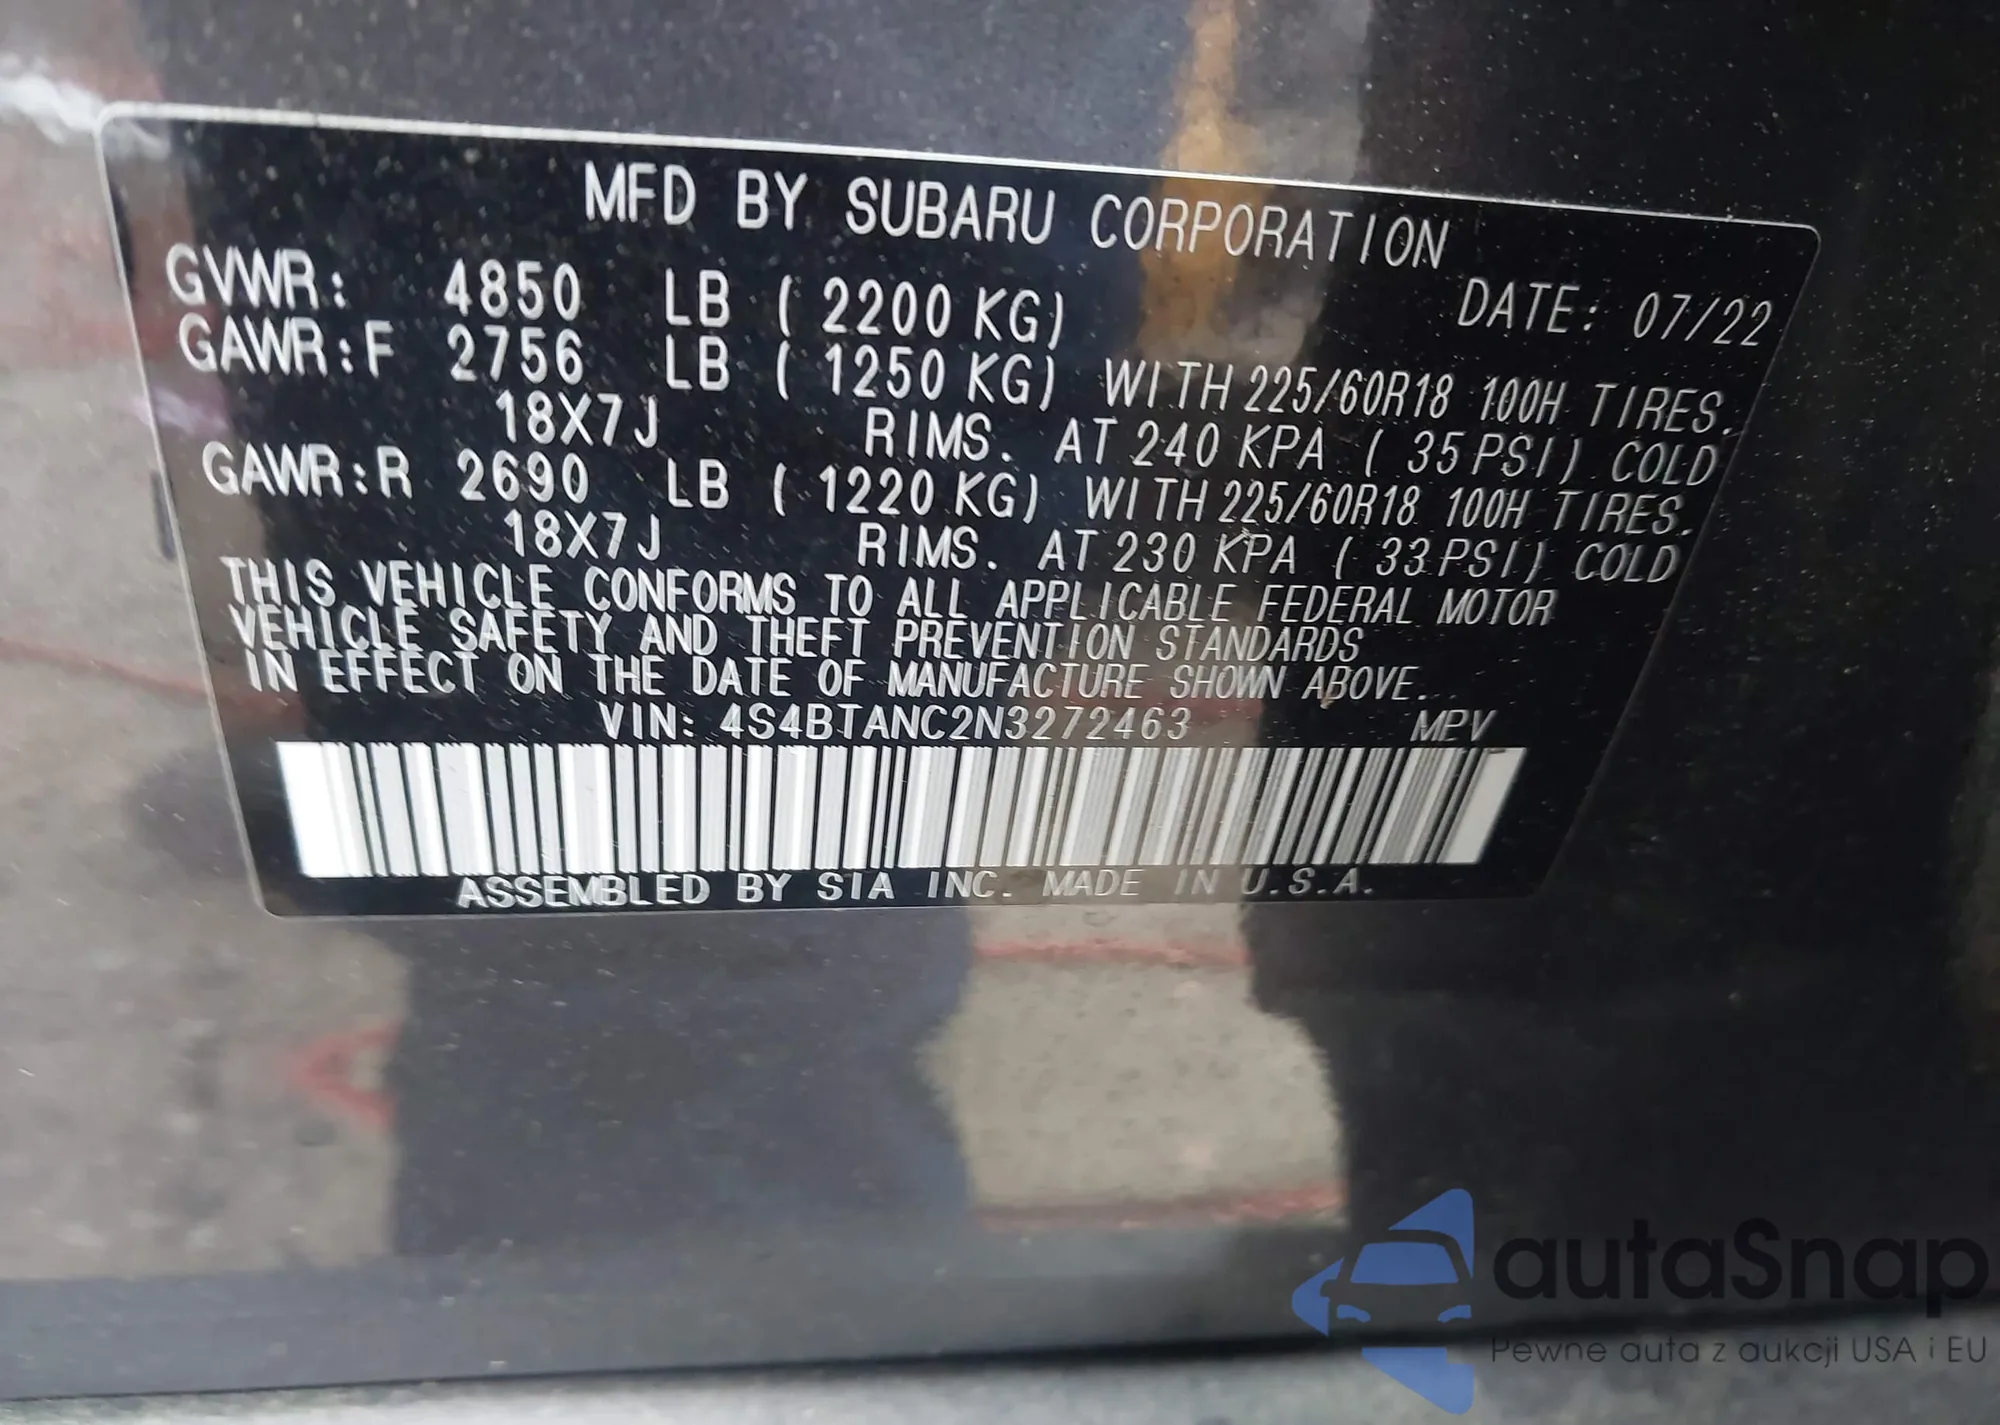 MFD BY SUBARU CORPORATION
GVWR: 4850 LB ( 2200 KG) DATE: 07/22
GAWR:F 2756 LB ( 1250 KG) WITH 225/60R18 100H TIRES.
18X7J RIMS. AT 240 KPA ( 35 PSI) COLD
GAWR:R 2690 LB ( 1220 KG) WITH 225/60R18 100H TIRES.
18X7J RIMS. AT 230 KPA ( 33 PSI) COLD
THIS VEHICLE CONFORMS TO ALL APPLICABLE FEDERAL MOTOR
VEHICLE SAFETY AND THEFT PREVENTION STANDARDS
IN EFFECT ON THE DATE OF MANUFACTURE SHOWN ABOVE.
VIN: 4S4BTANC2N3272463 MPV
ASSEMBLED BY SIA INC. MADE IN U.S.A.
autoSnap
Pewne auta z aukcji USA i EU